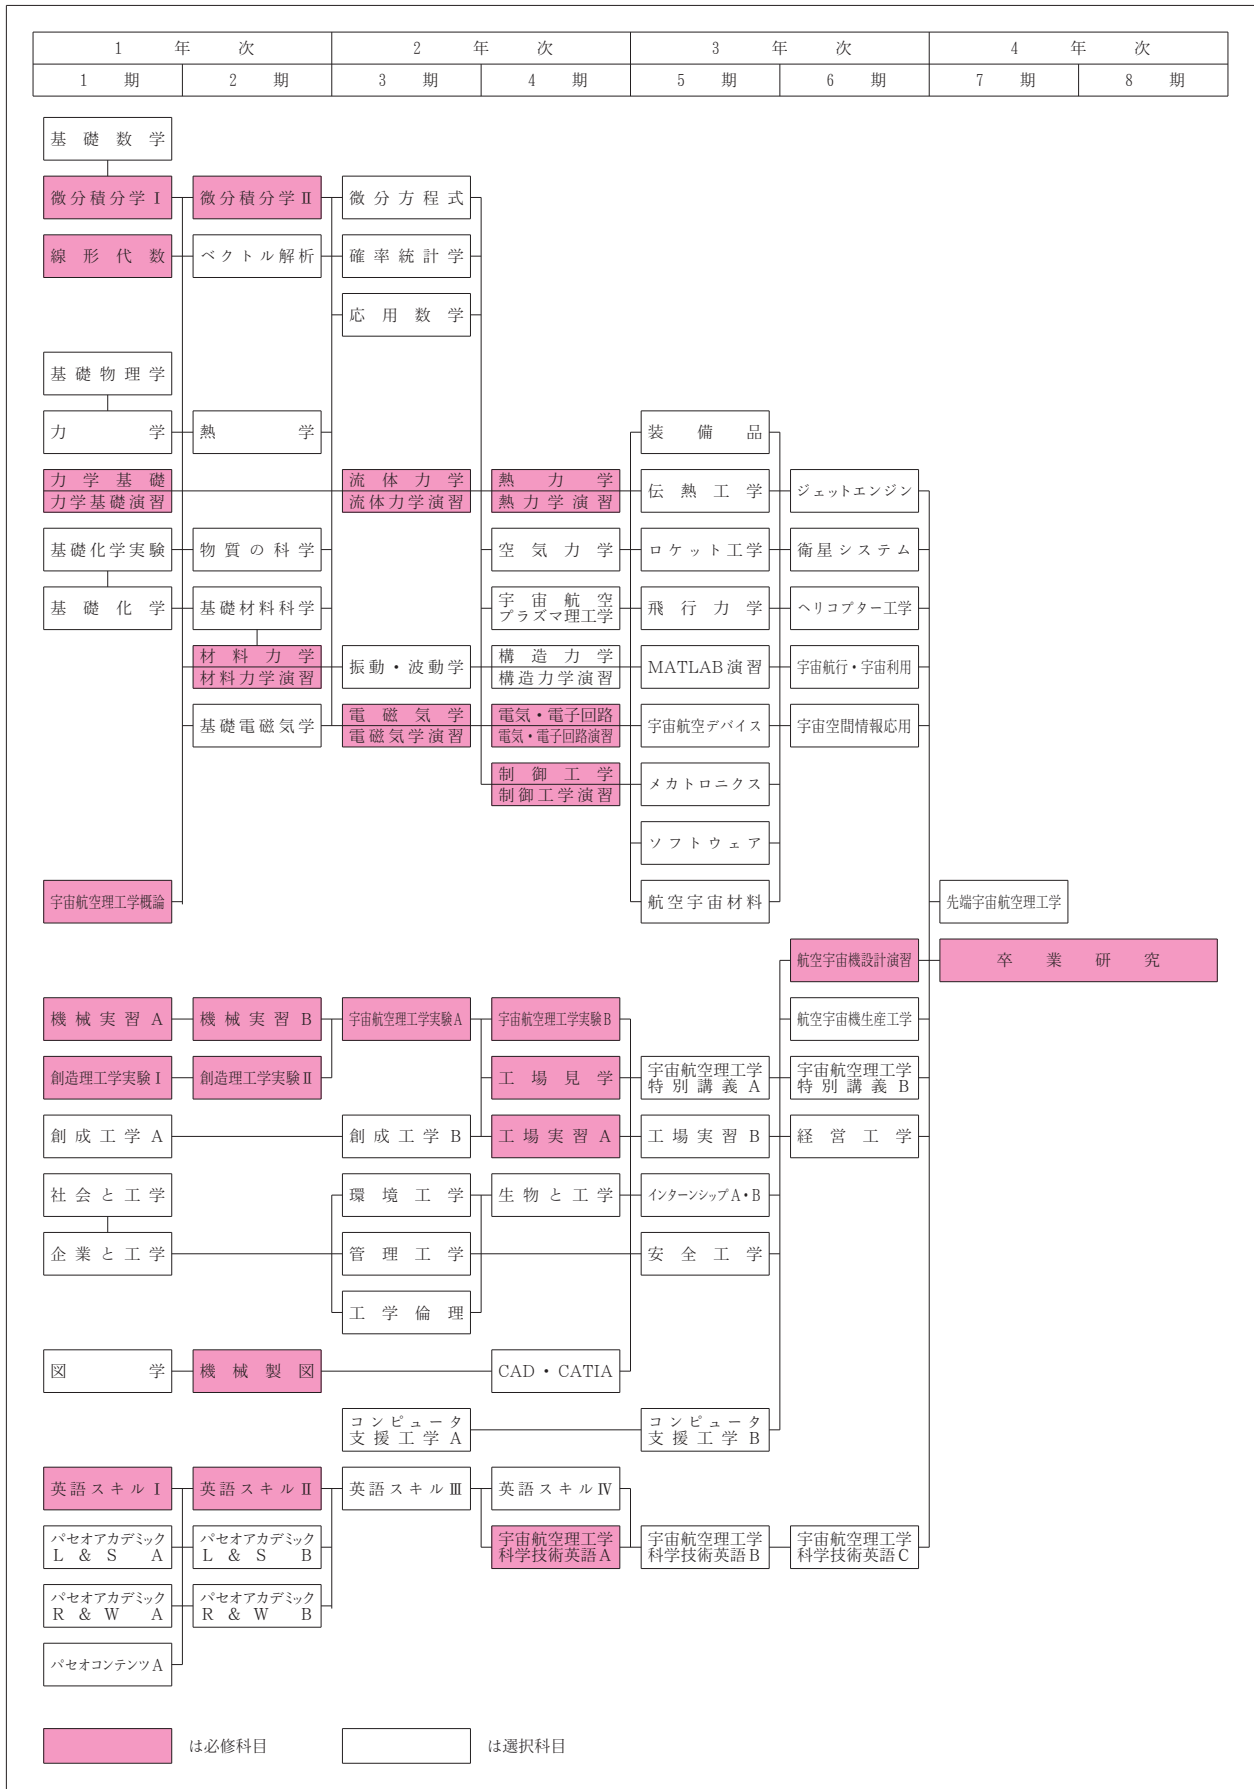 1年次 2年次 3年次 4年次
1期 2期 3期 4期 5期 6期 7期 8期
基礎数学
微分積分学Ⅰ 微分積分学Ⅱ 微分方程式
線形代数 ベクトル解析 確率統計学
応用数学
基礎物理学
力学 熱学 装備品
力学基礎 流体力学 熱力学 伝熱工学 ジェットエンジン
力学基礎演習 流体力学演習 熱力学演習
基礎化学実験 物質の科学 空気力学 ロケット工学 衛星システム
基礎化学 基礎材料科学 宇宙航空 飛行力学 ヘリコプター工学
プラズマ理工学
材料力学 振動・波動学 構造力学 MATLAB演習 宇宙航行・宇宙利用
材料力学演習 構造力学演習
基礎電磁気学 電磁気学 電気・電子回路 宇宙航空デバイス 宇宙空間情報応用
電磁気学演習 電気・電子回路演習
制御工学 メカトロニクス
制御工学演習
ソフトウェア
宇宙航空理工学概論 航空宇宙材料 先端宇宙航空理工学
航空宇宙機設計演習 卒業研究
機械実習A 機械実習B 宇宙航空理工学実験A 宇宙航空理工学実験B 航空宇宙機生産工学
創造理工学実験Ⅰ 創造理工学実験Ⅱ 工場見学 宇宙航空理工学 宇宙航空理工学
特別講義A 特別講義B
創成工学A 創成工学B 工場実習A 工場実習B 経営工学
社会と工学 環境工学 生物と工学 インターンシップA・B
企業と工学 管理工学 安全工学
工学倫理
図学 機械製図 CAD・CATIA
コンピュータ コンピュータ
支援工学A 支援工学B
英語スキルⅠ 英語スキルⅡ 英語スキルⅢ 英語スキルⅣ
パセオアカデミック パセオアカデミック 宇宙航空理工学 宇宙航空理工学 宇宙航空理工学
L&SA L&SB 科学技術英語A 科学技術英語B 科学技術英語C
パセオアカデミック パセオアカデミック
R&WA R&WB
パセオコンテンツA
は必修科目 は選択科目